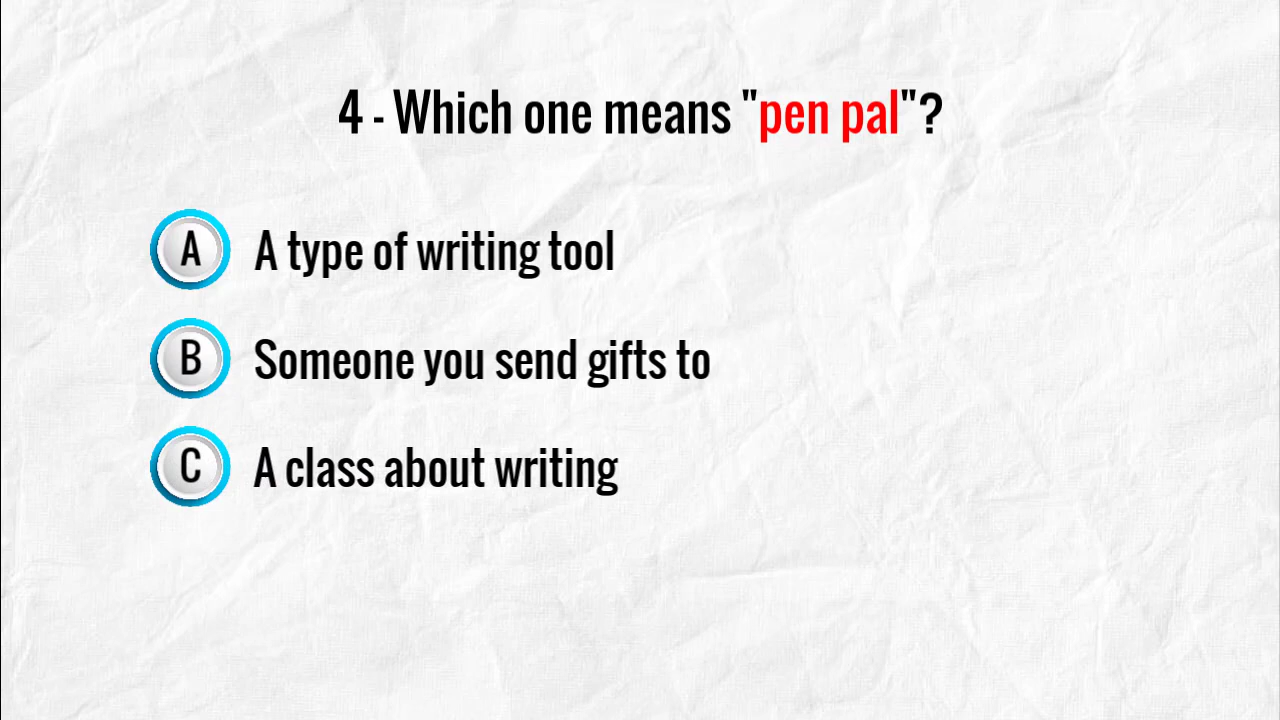 4 - Which one means "pen pal"?
A A type of writing tool
B Someone you send gifts to
C A class about writing